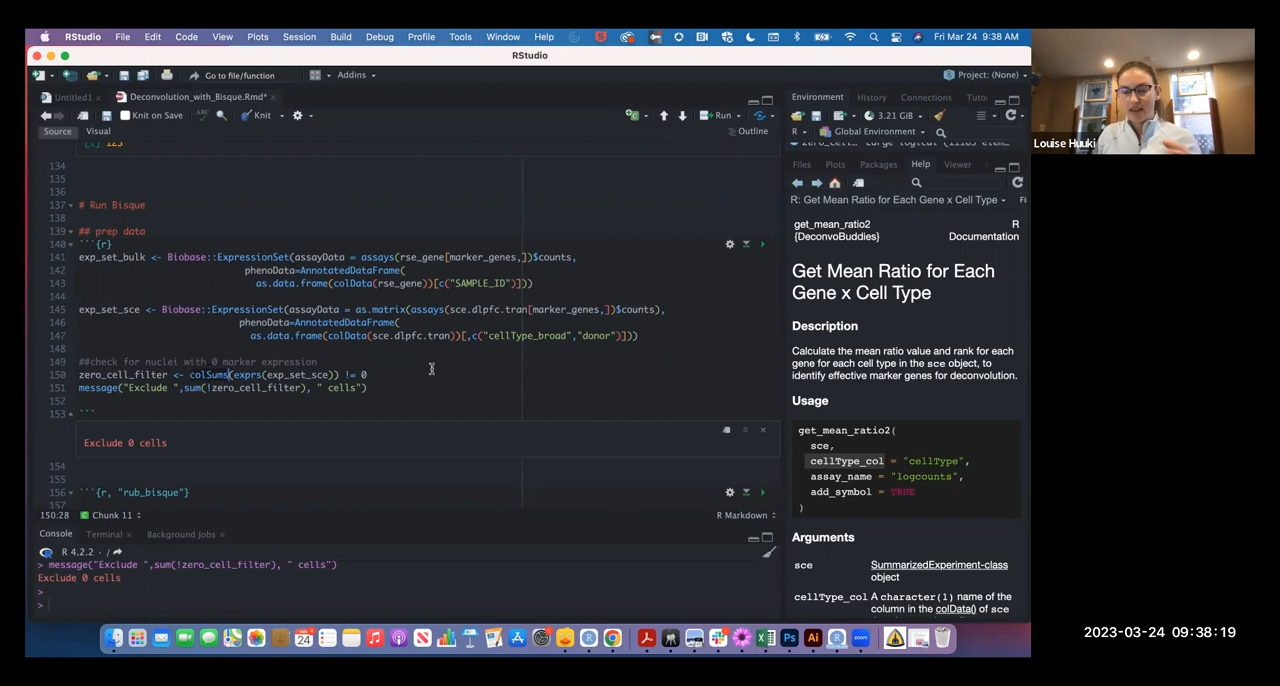 RStudio File Edit Code View Plots Session Build Debug Profile Tools Window Help Fri Mar 24 9:38 AM
RStudio
Go to file/function Addins Project: (None)
Untitled1 Deconvolution_with_Bisque.Rmd*
Knit on Save Knit Run
Source Visual Outline
[1] 125
134
135
136
137 # Run Bisque
138
139 ## prep data
140 ```{r}
141 exp_set_bulk <- Biobase::ExpressionSet(assayData = assays(rse_gene[marker_genes,])$counts,
142 phenoData=AnnotatedDataFrame(
143 as.data.frame(colData(rse_gene))[c("SAMPLE_ID")]))
144
145 exp_set_sce <- Biobase::ExpressionSet(assayData = as.matrix(assays(sce.dlpfc.tran[marker_genes,])$counts),
146 phenoData=AnnotatedDataFrame(
147 as.data.frame(colData(sce.dlpfc.tran))[,c("cellType_broad","donor")]))
148
149 ##check for nuclei with 0 marker expression
150 zero_cell_filter <- colSums(exprs(exp_set_sce)) != 0
151 message("Exclude ",sum(!zero_cell_filter), " cells")
152
153 ```
Exclude 0 cells
154
155
156 ```{r, "rub_bisque"}
157
150:28 Chunk 11 R Markdown
Console Terminal Background Jobs
R 4.2.2 · /
> message("Exclude ",sum(!zero_cell_filter), " cells")
Exclude 0 cells
>
>
Environment History Connections Tuto
3.21 GiB
R Global Environment
Files Plots Packages Help Viewer
R: Get Mean Ratio for Each Gene x Cell Type Fi
get_mean_ratio2 R
{DeconvoBuddies} Documentation
Get Mean Ratio for Each
Gene x Cell Type
Description
Calculate the mean ratio value and rank for each
gene for each cell type in the sce object, to
identify effective marker genes for deconvolution.
Usage
get_mean_ratio2(
sce,
cellType_col = "cellType",
assay_name = "logcounts",
add_symbol = TRUE
)
Arguments
sce SummarizedExperiment-class
object
cellType_col A character(1) name of the
column in the colData() of sce
Louise Huuki
2023-03-24 09:38:19